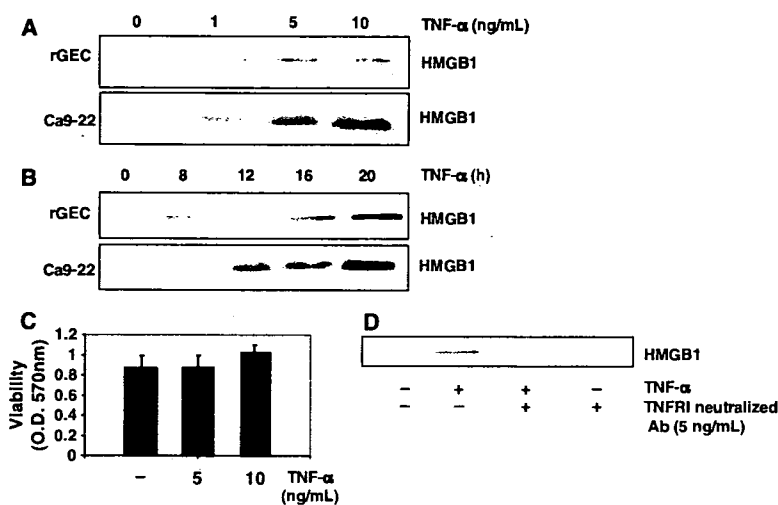 A
0 1 5 10 TNF-α (ng/mL)
rGEC HMGB1
Ca9-22 HMGB1
B
0 8 12 16 20 TNF-α (h)
rGEC HMGB1
Ca9-22 HMGB1
C
Viability
(O.D. 570nm)
1.2
1
0.8
0.6
0.4
0.2
0
– 5 10 TNF-α
(ng/mL)
D
HMGB1
– + + – TNF-α
– – + + TNFRI neutralized
Ab (5 ng/mL)